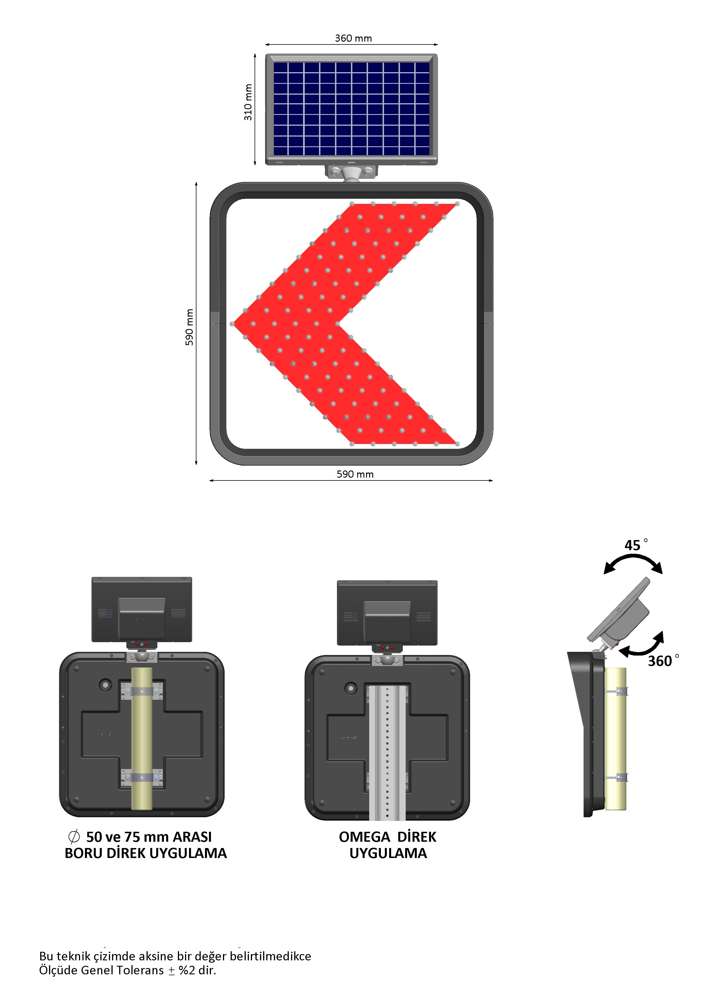 360 mm
310 mm
590 mm
590 mm
45°
360°
∅ 50 ve 75 mm ARASI
BORU DİREK UYGULAMA
OMEGA DİREK
UYGULAMA
Bu teknik çizimde aksine bir değer belirtilmedikce
Ölçüde Genel Tolerans ± %2 dir.